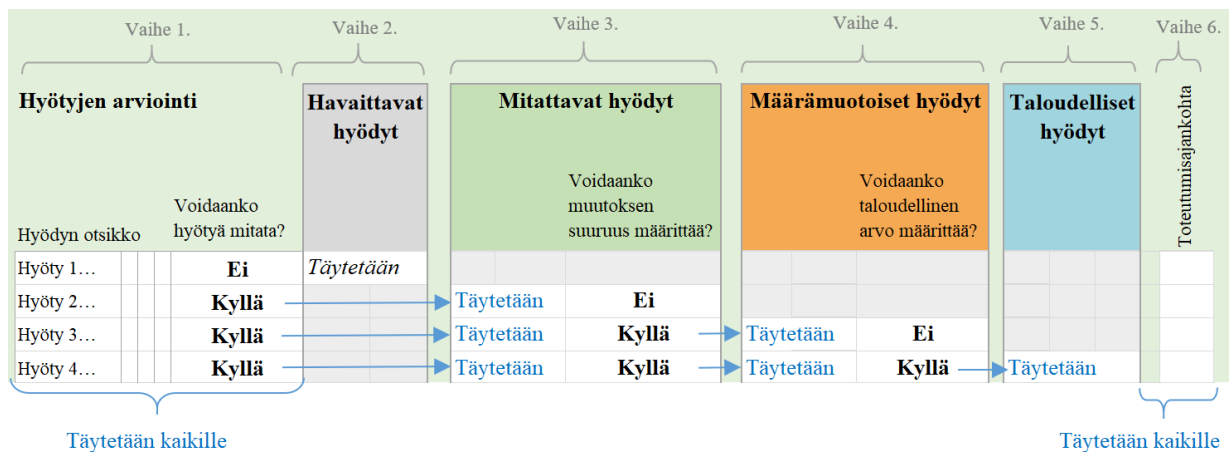 Vaihe 1. Vaihe 2. Vaihe 3. Vaihe 4. Vaihe 5. Vaihe 6.
Hyötyjen arviointi
Voidaanko
hyötyä mitata?
Hyödyn otsikko
Havaittavat
hyödyt
Mitattavat hyödyt
Voidaanko
muutoksen
suuruus määrittää?
Määrämuotoiset hyödyt
Voidaanko
taloudellinen
arvo määrittää?
Taloudelliset
hyödyt
Toteutumisajankohta
Hyöty 1… Ei Täytetään
Hyöty 2… Kyllä Täytetään Ei
Hyöty 3… Kyllä Täytetään Kyllä Täytetään Ei
Hyöty 4… Kyllä Täytetään Kyllä Täytetään Kyllä Täytetään
Täytetään kaikille Täytetään kaikille